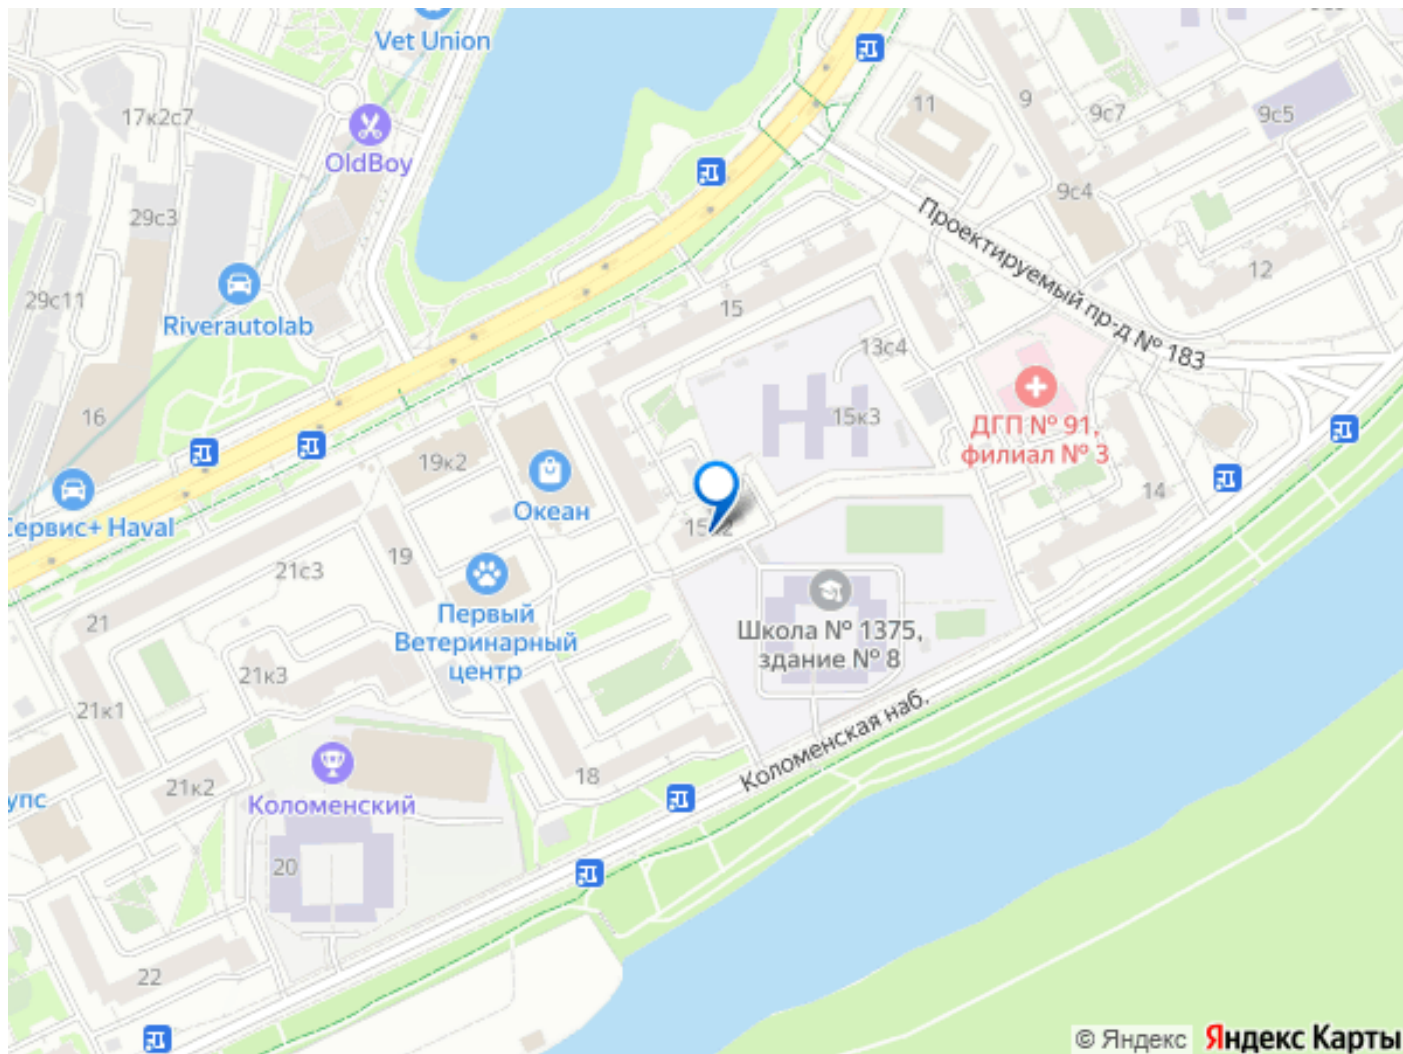 Vet Union
11
9
9с7
9с5
17к2с7
OldBoy
9с4
29с3
Проектируемый пр-д № 183
12
29с11
Riverautolab
15
13с4
16
15к3
ДГП № 91,
филиал № 3
19к2
14
Океан
Сервис+ Haval
19
21с3
Первый
Ветеринарный
центр
21
Школа № 1375,
здание № 8
21к3
21к1
Коломенская наб.
18
21к2
Коломенский
20
22
© Яндекс Яндекс Карты